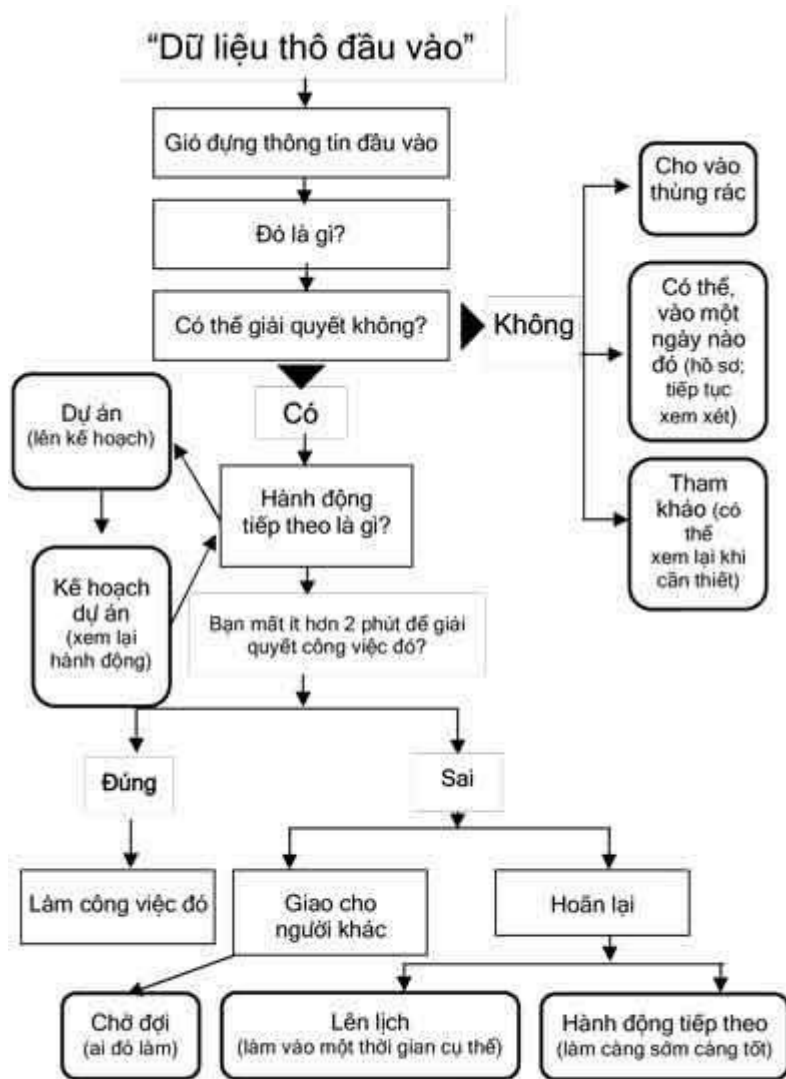 “Dữ liệu thô đầu vào”
Gió đựng thông tin đầu vào
Đó là gì?
Có thể giải quyết không?
Không
Cho vào
thùng rác
Có thể,
vào một
ngày nào
đó (hồ sơ;
tiếp tục
xem xét)
Tham
khảo (có
thể
xem lại khi
cần thiết)
Có
Dự án
(lên kế hoạch)
Hành động
tiếp theo là gì?
Kế hoạch
dự án
(xem lại
hành động)
Bạn mất ít hơn 2 phút để giải
quyết công việc đó?
Đúng
Sai
Làm công việc đó
Giao cho
người khác
Hoãn lại
Chờ đợi
(ai đó làm)
Lên lịch
(làm vào một thời gian cụ thể)
Hành động tiếp theo
(làm càng sớm càng tốt)